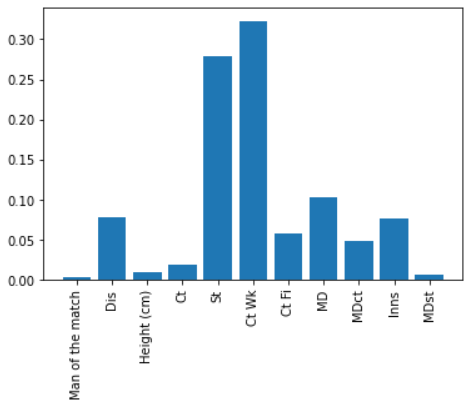 0.30
0.25
0.20
0.15
0.10
0.05
0.00
Man of the match
Dis
Height (cm)
Ct
St
Ct Wk
Ct Fi
MD
MDct
Inns
MDst